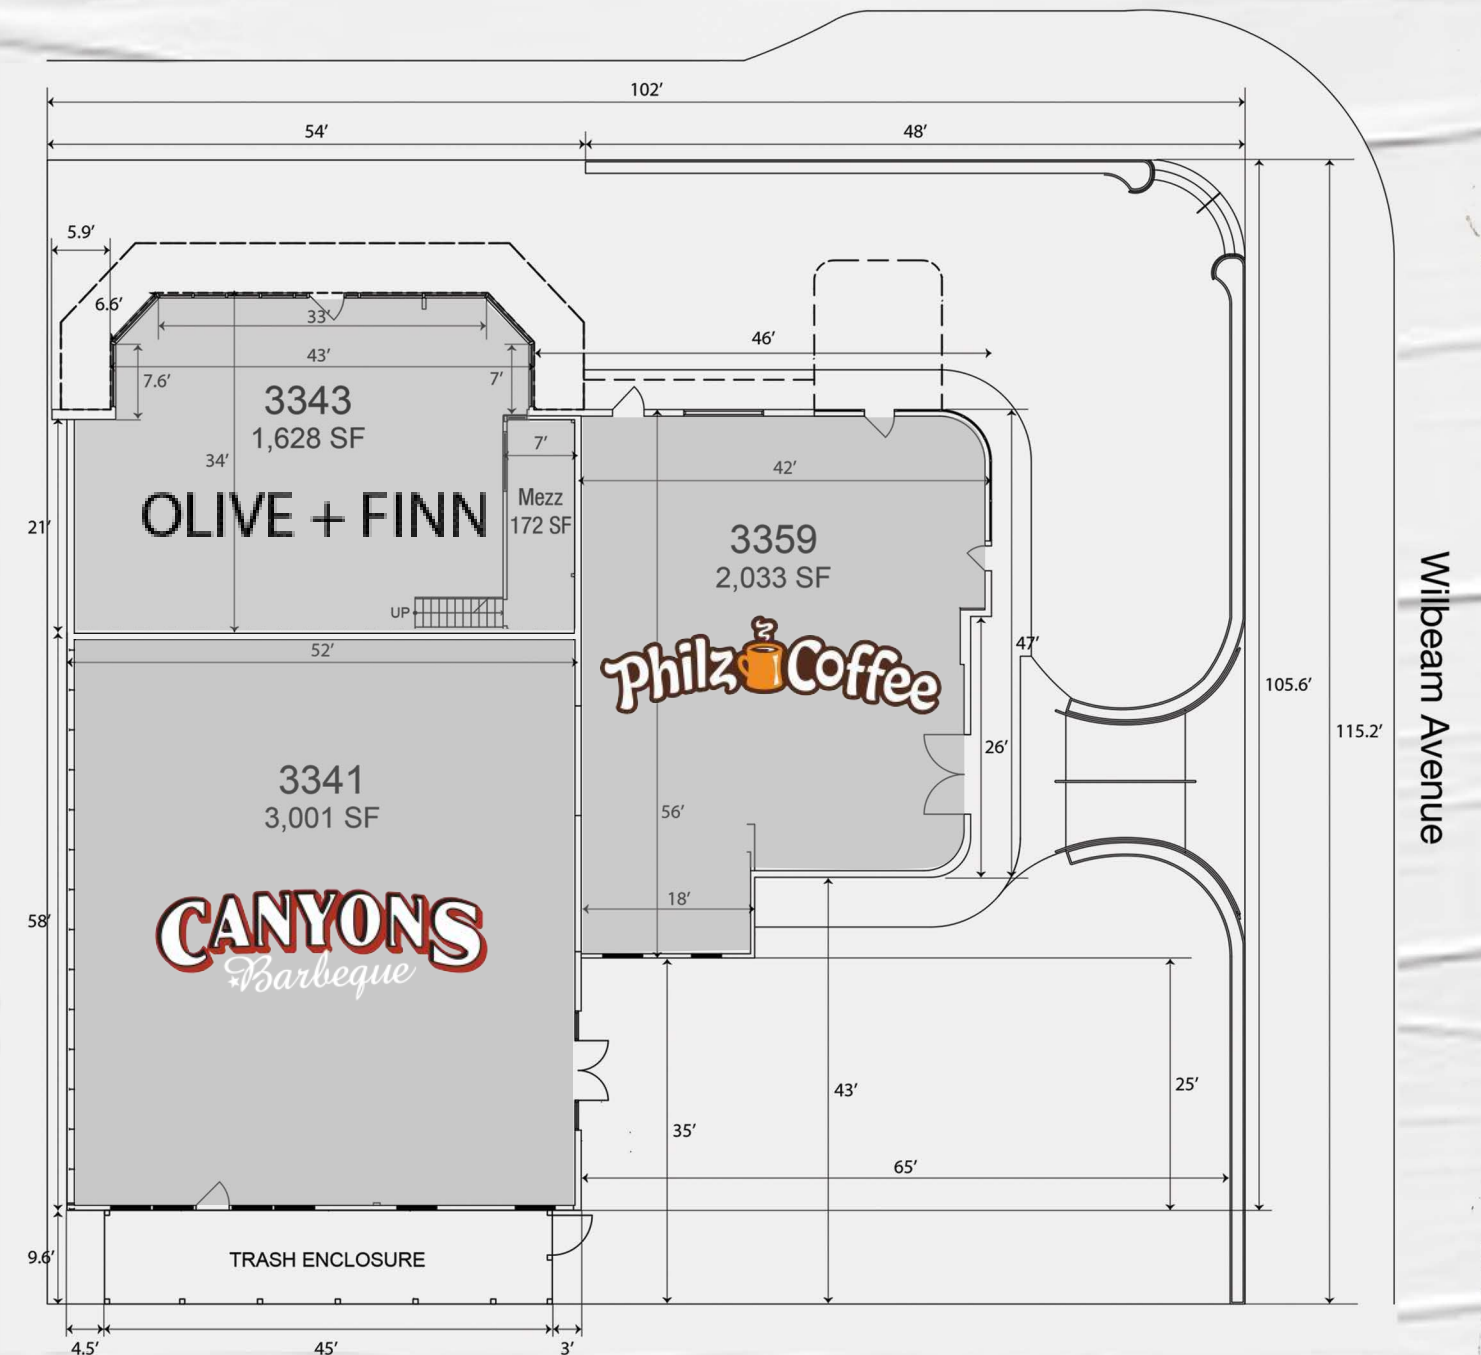 102′
54′
48′
5.9′
6.6′
33′
46′
43′
7.6′
7′
3343
1,628 SF
7′
34′
42′
OLIVE + FINN
Mezz
172 SF
21′
3359
2,033 SF
UP
Philz Coffee
47′
52′
105.6′
115.2′
Wilbeam Avenue
26′
3341
3,001 SF
56′
18′
58′
CANYONS
Barbeque
43′
25′
35′
65′
9.6′
TRASH ENCLOSURE
4.5′
45′
3′